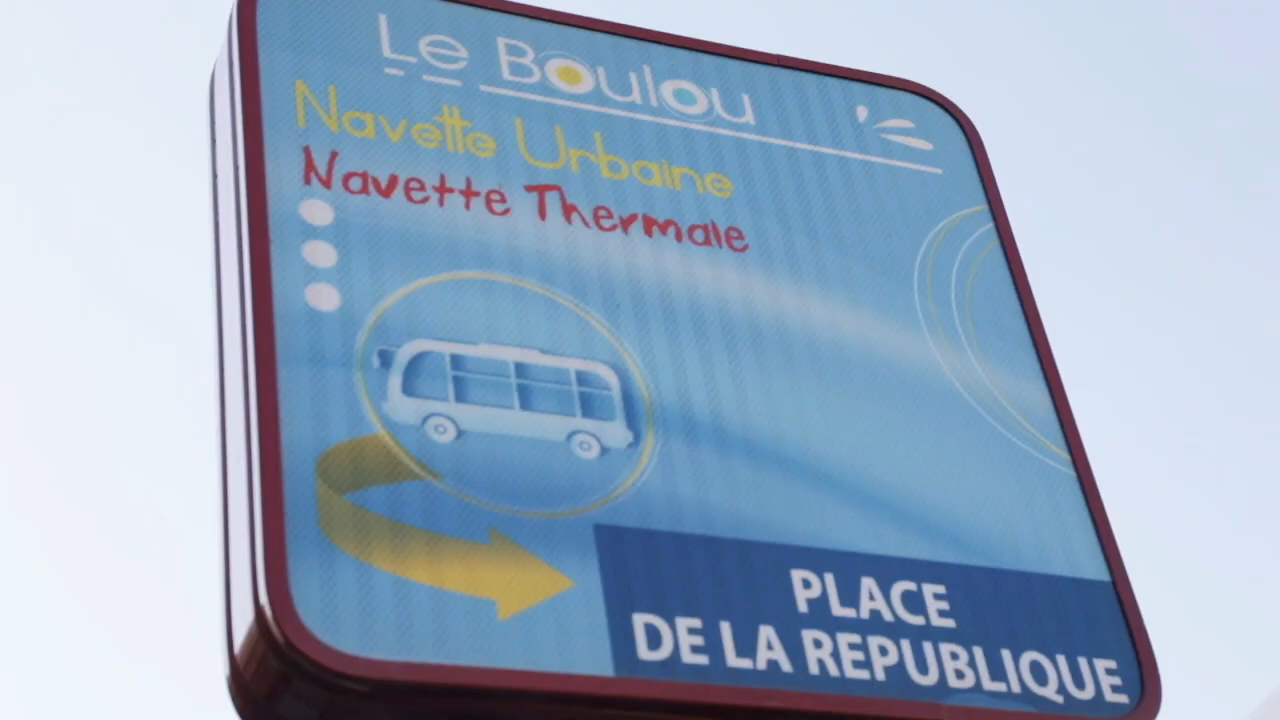 Le Boulou
Navette Urbaine
Navette Thermale
PLACE
DE LA REPUBLIQUE